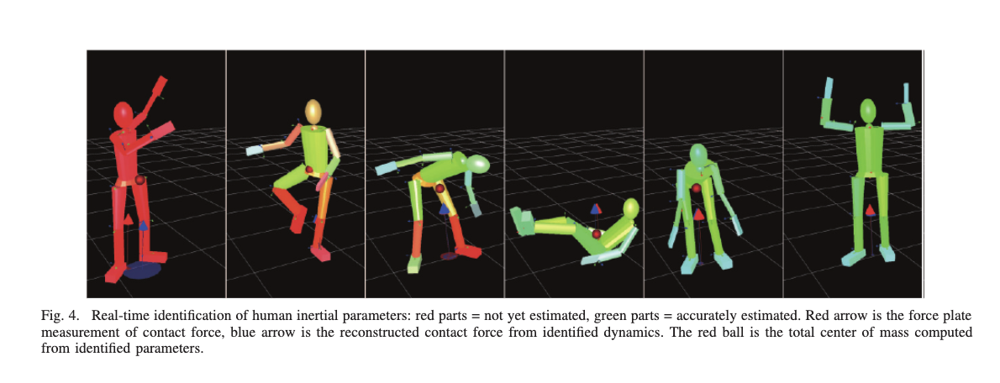 Fig. 4. Real-time identification of human inertial parameters: red parts = not yet estimated, green parts = accurately estimated. Red arrow is the force plate
measurement of contact force, blue arrow is the reconstructed contact force from identified dynamics. The red ball is the total center of mass computed
from identified parameters.